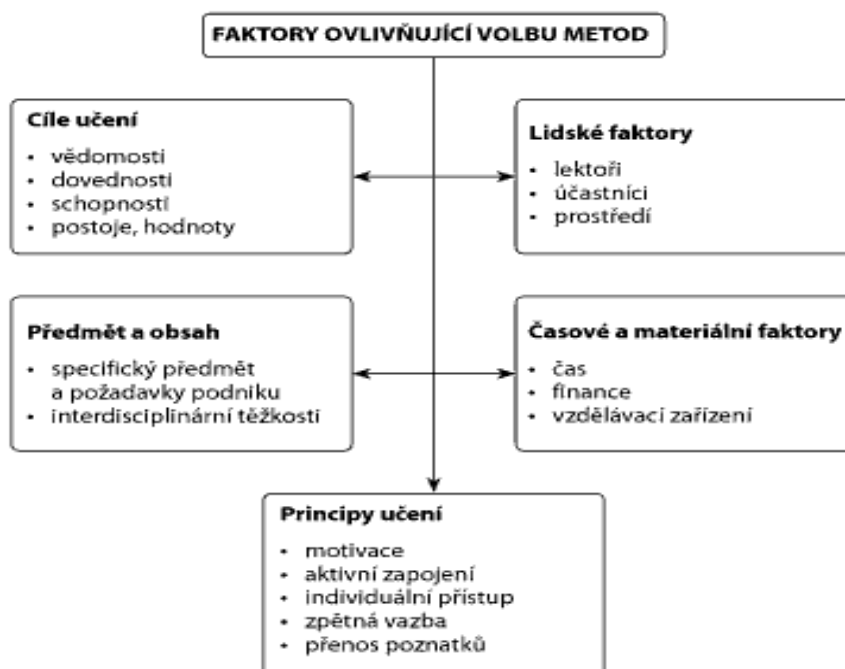 FAKTORY OVLIVŇUJÍCÍ VOLBU METOD
Cíle učení
• vědomosti
• dovednosti
• schopnosti
• postoje, hodnoty
Lidské faktory
• lektoři
• účastníci
• prostředí
Předmět a obsah
• specifický předmět
a požadavky podniku
• interdisciplinární těžkosti
Časové a materiální faktory
• čas
• finance
• vzdělávací zařízení
Principy učení
• motivace
• aktivní zapojení
• individuální přístup
• zpětná vazba
• přenos poznatků